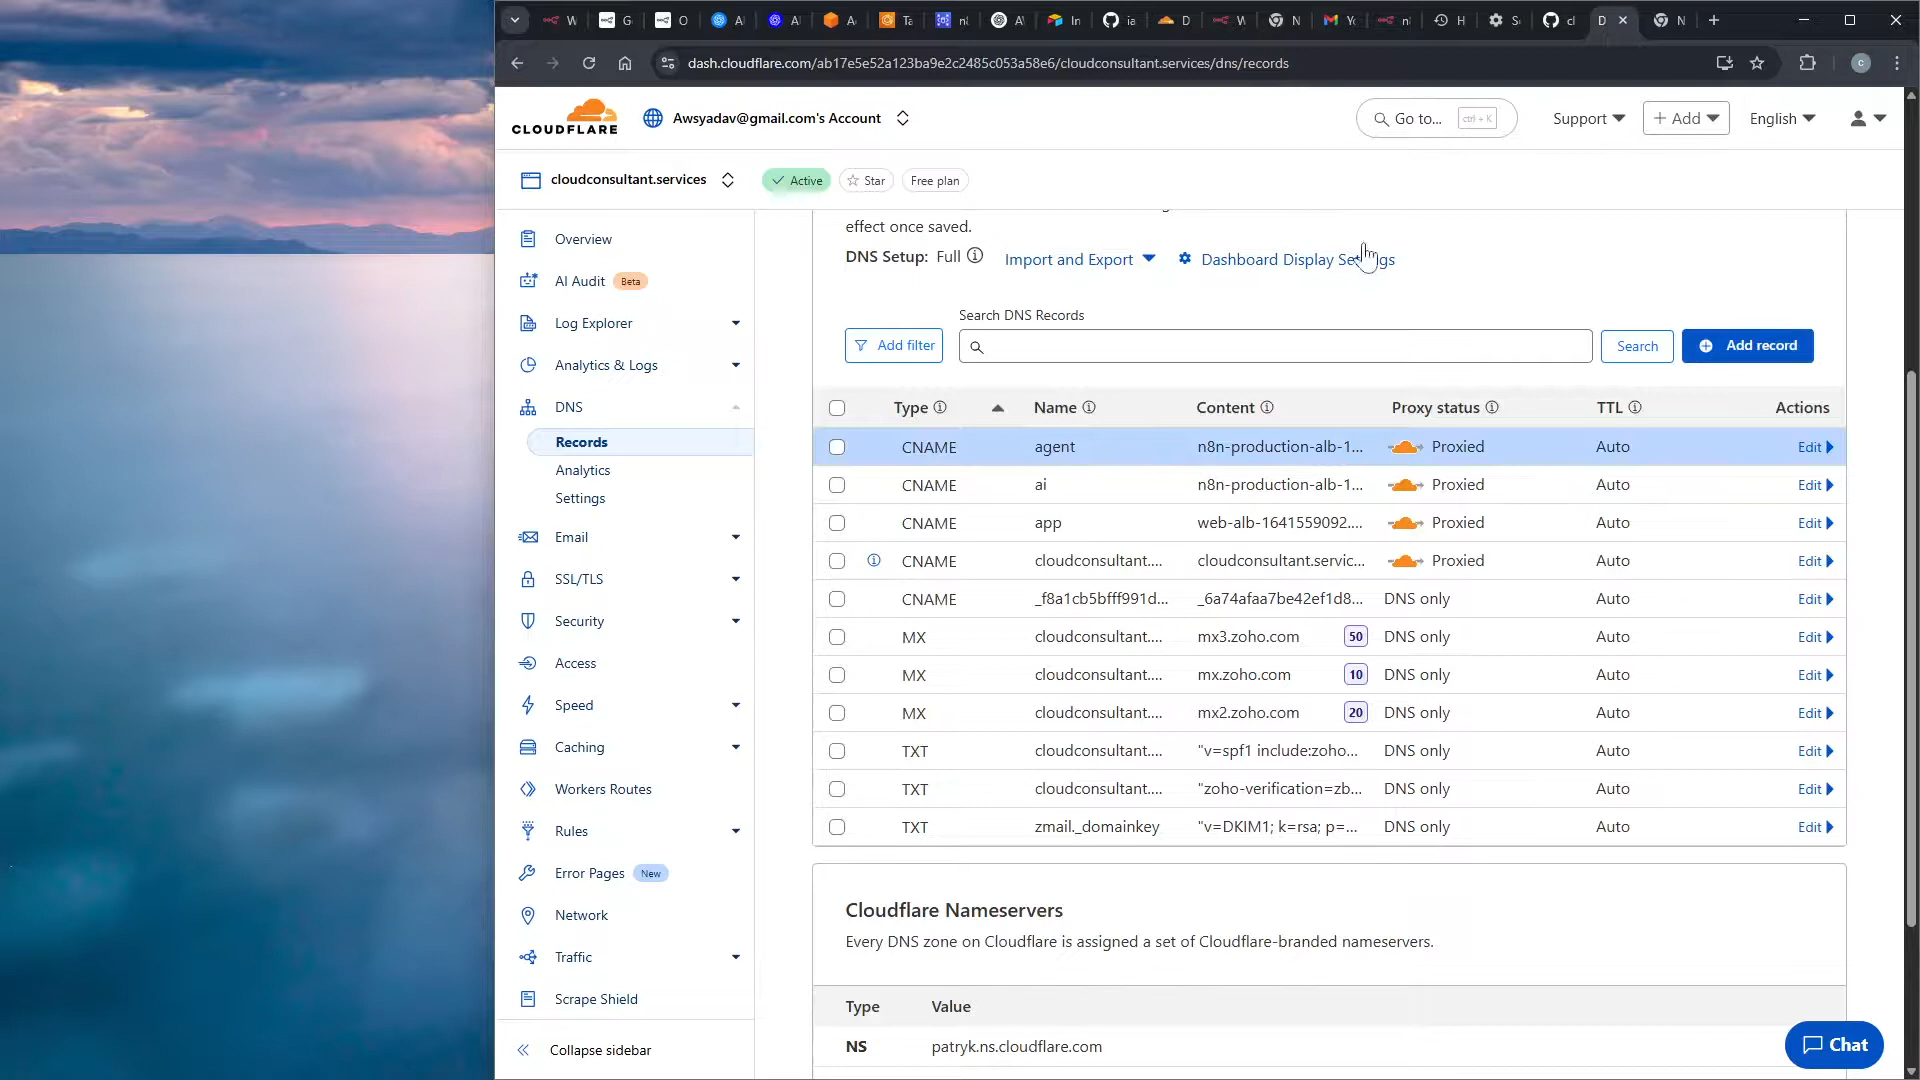 dash.cloudflare.com/ab17e5e52a123ba9e2c2485c053a58e6/cloudconsultant.services/dns/records
CLOUDFLARE
Awsyadav@gmail.com's Account
Go to...
ctrl + K
Support
+ Add
English
cloudconsultant.services
Active
Star
Free plan
Overview
AI Audit
Beta
Log Explorer
Analytics & Logs
DNS
Records
Analytics
Settings
Email
SSL/TLS
Security
Access
Speed
Caching
Workers Routes
Rules
Error Pages
New
Network
Traffic
Scrape Shield
Collapse sidebar
effect once saved.
DNS Setup: Full
Import and Export
Dashboard Display Settings
Search DNS Records
Add filter
Search
Add record
Type Name Content Proxy status TTL Actions
CNAME agent n8n-production-alb-1... Proxied Auto Edit
CNAME ai n8n-production-alb-1... Proxied Auto Edit
CNAME app web-alb-1641559092.... Proxied Auto Edit
CNAME cloudconsultant.... cloudconsultant.servic... Proxied Auto Edit
CNAME _f8a1cb5bfff991d... _6a74afaa7be42ef1d8... DNS only Auto Edit
MX cloudconsultant.... mx3.zoho.com 50 DNS only Auto Edit
MX cloudconsultant.... mx.zoho.com 10 DNS only Auto Edit
MX cloudconsultant.... mx2.zoho.com 20 DNS only Auto Edit
TXT cloudconsultant.... "v=spf1 include:zoho... DNS only Auto Edit
TXT cloudconsultant.... "zoho-verification=zb... DNS only Auto Edit
TXT zmail._domainkey "v=DKIM1; k=rsa; p=... DNS only Auto Edit
Cloudflare Nameservers
Every DNS zone on Cloudflare is assigned a set of Cloudflare-branded nameservers.
Type Value
NS patryk.ns.cloudflare.com
Chat